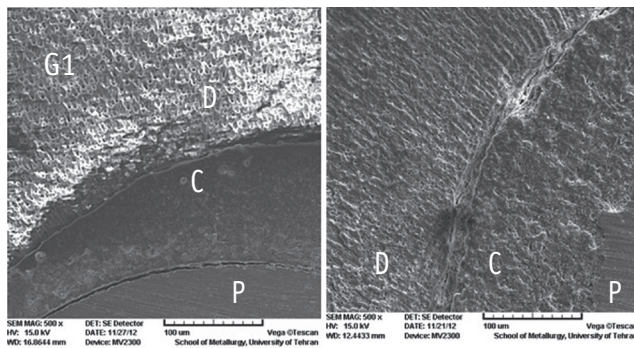 G1
D
C
P
SEM MAG: 500 x DET: SE Detector
HV: 15.0 kV DATE: 11/27/12 100 um Vega ©Tescan
WD: 16.8644 mm Device: MV2300 School of Metallurgy, University of Tehran
D C P
SEM MAG: 500 x DET: SE Detector
HV: 15.0 kV DATE: 11/21/12 100 um Vega ©Tescan
WD: 12.4433 mm Device: MV2300 School of Metallurgy, University of Tehran